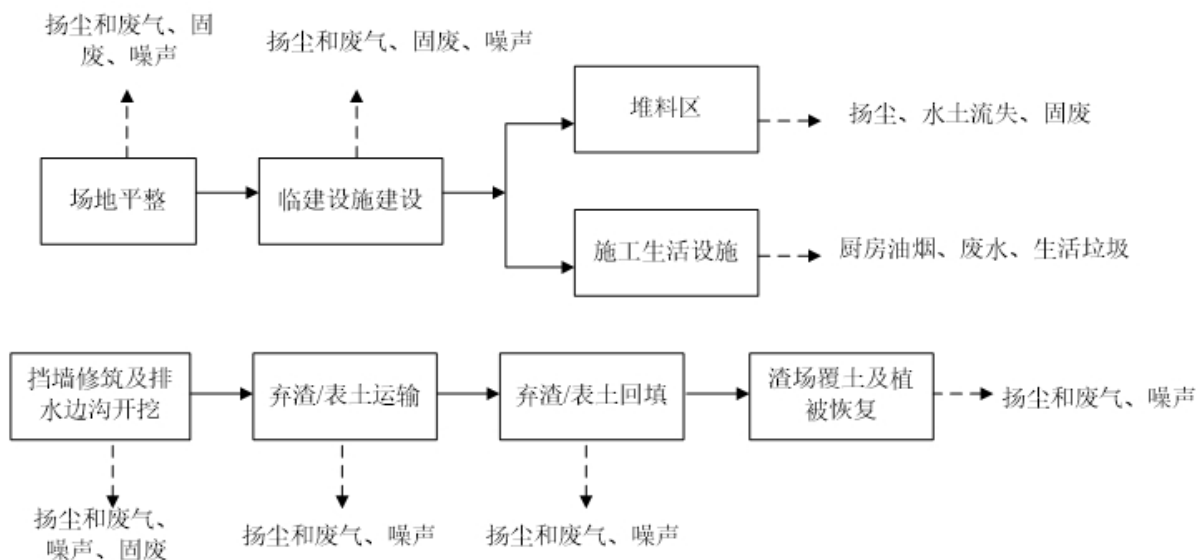 扬尘和废气、固
废、噪声
扬尘和废气、固废、噪声
堆料区
扬尘、水土流失、固废
场地平整
临建设施建设
施工生活设施
厨房油烟、废水、生活垃圾
挡墙修筑及排
水边沟开挖
弃渣/表土运输
弃渣/表土回填
渣场覆土及植
被恢复
扬尘和废气、噪声
扬尘和废气、
噪声、固废
扬尘和废气、噪声
扬尘和废气、噪声